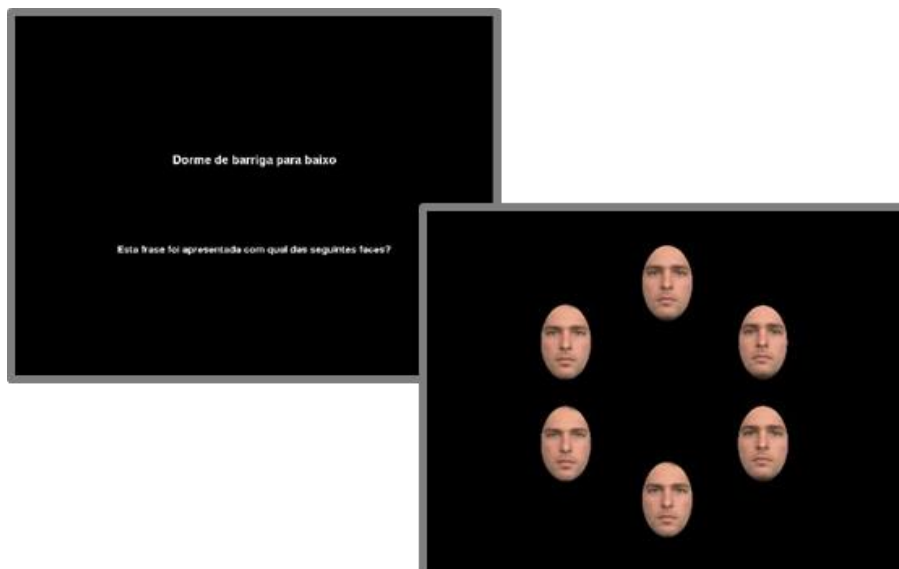 Dorme de barriga para baixo
Esta frase foi apresentada com qual das seguintes faces?